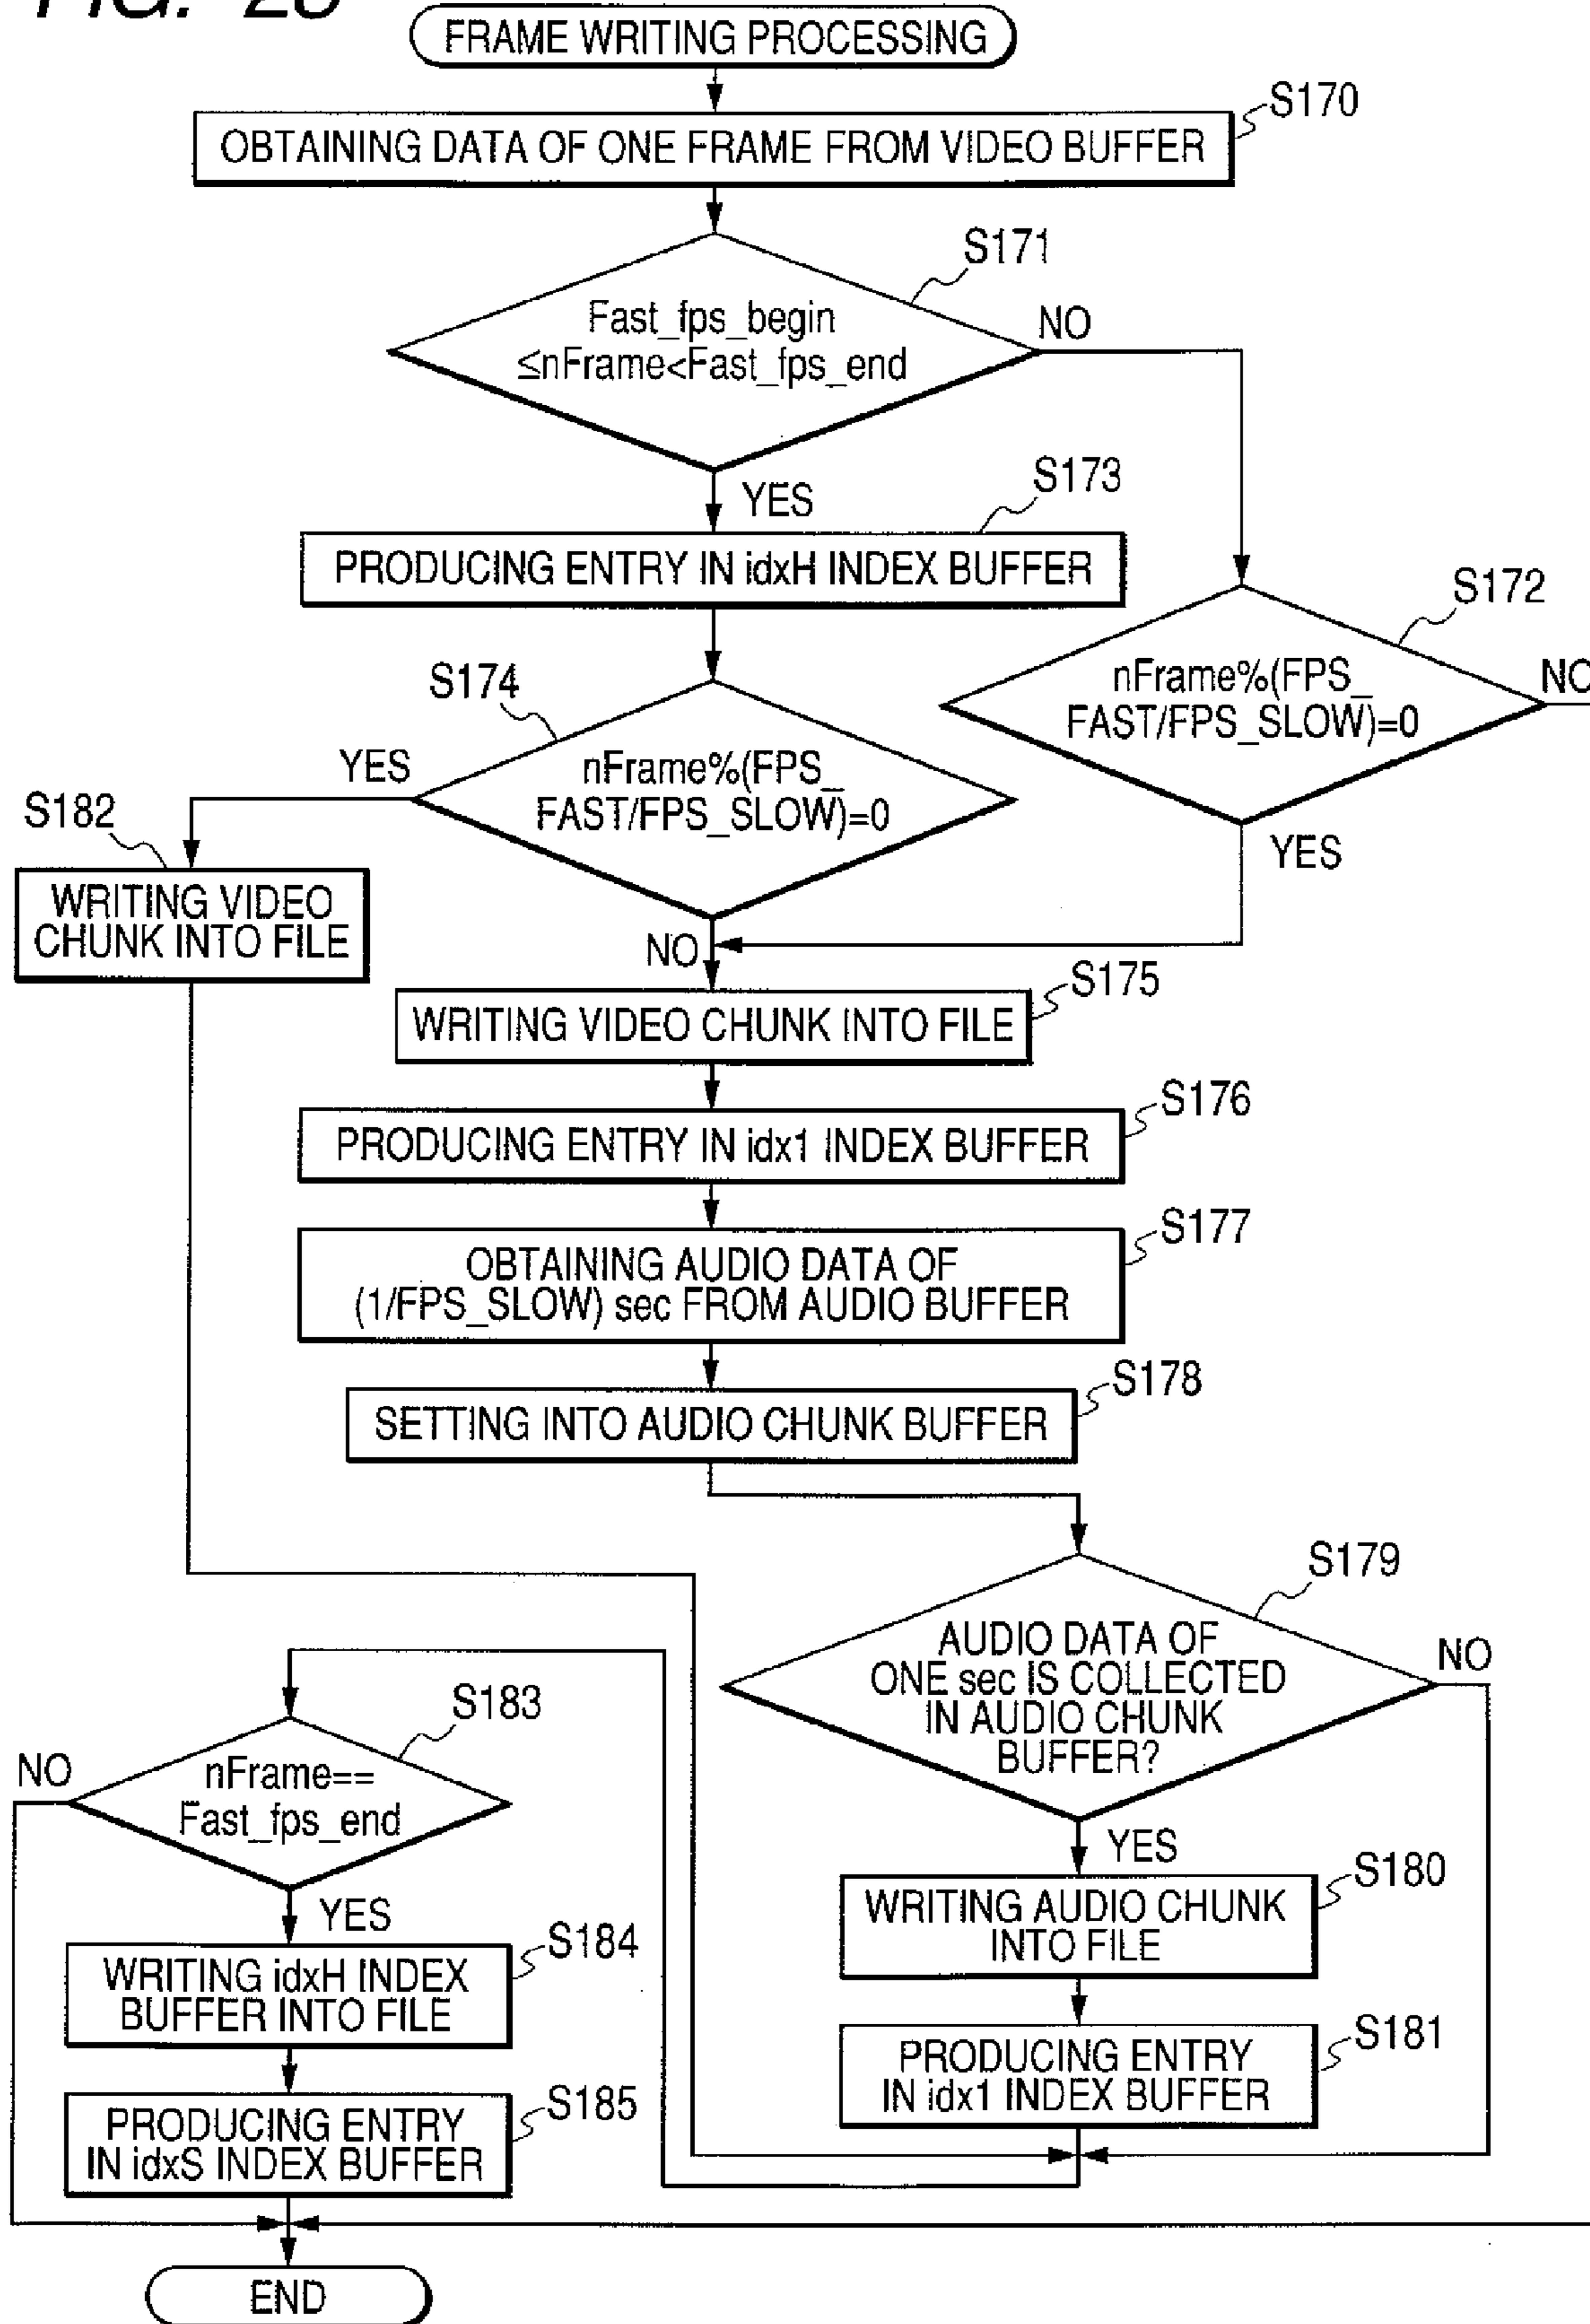 FRAME WRITING PROCESSING
S170
OBTAINING DATA OF ONE FRAME FROM VIDEO BUFFER
S171
Fast_fps_begin
≤nFrame<Fast_fps_end
NO
YES
S173
PRODUCING ENTRY IN idxH INDEX BUFFER
S172
nFrame%(FPS_
FAST/FPS_SLOW)=0
NO
YES
S174
nFrame%(FPS_
FAST/FPS_SLOW)=0
YES
NO
S182
WRITING VIDEO
CHUNK INTO FILE
S175
WRITING VIDEO CHUNK INTO FILE
S176
PRODUCING ENTRY IN idx1 INDEX BUFFER
S177
OBTAINING AUDIO DATA OF
(1/FPS_SLOW) sec FROM AUDIO BUFFER
S178
SETTING INTO AUDIO CHUNK BUFFER
S179
AUDIO DATA OF
ONE sec IS COLLECTED
IN AUDIO CHUNK
BUFFER?
NO
YES
S180
WRITING AUDIO CHUNK
INTO FILE
S181
PRODUCING ENTRY
IN idx1 INDEX BUFFER
S183
nFrame==
Fast_fps_end
NO
YES
S184
WRITING idxH INDEX
BUFFER INTO FILE
S185
PRODUCING ENTRY
IN idxS INDEX BUFFER
END